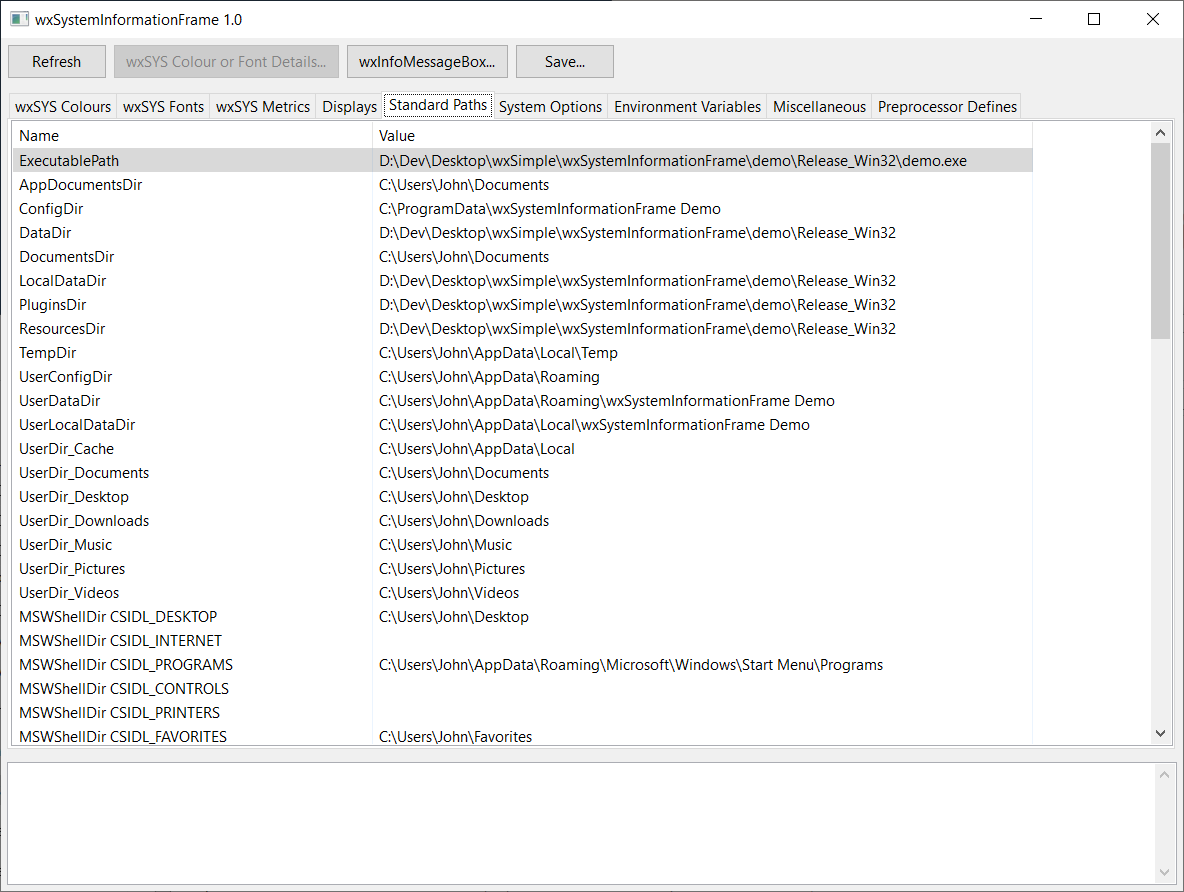 wxSystemInformationFrame 1.0
Refresh wxSYS Colour or Font Details... wxInfoMessageBox... Save...
wxSYS Colours wxSYS Fonts wxSYS Metrics Displays Standard Paths System Options Environment Variables Miscellaneous Preprocessor Defines
Name Value
ExecutablePath D:\Dev\Desktop\wxSimple\wxSystemInformationFrame\demo\Release_Win32\demo.exe
AppDocumentsDir C:\Users\John\Documents
ConfigDir C:\ProgramData\wxSystemInformationFrame Demo
DataDir D:\Dev\Desktop\wxSimple\wxSystemInformationFrame\demo\Release_Win32
DocumentsDir C:\Users\John\Documents
LocalDataDir D:\Dev\Desktop\wxSimple\wxSystemInformationFrame\demo\Release_Win32
PluginsDir D:\Dev\Desktop\wxSimple\wxSystemInformationFrame\demo\Release_Win32
ResourcesDir D:\Dev\Desktop\wxSimple\wxSystemInformationFrame\demo\Release_Win32
TempDir C:\Users\John\AppData\Local\Temp
UserConfigDir C:\Users\John\AppData\Roaming
UserDataDir C:\Users\John\AppData\Roaming\wxSystemInformationFrame Demo
UserLocalDataDir C:\Users\John\AppData\Local\wxSystemInformationFrame Demo
UserDir_Cache C:\Users\John\AppData\Local
UserDir_Documents C:\Users\John\Documents
UserDir_Desktop C:\Users\John\Desktop
UserDir_Downloads C:\Users\John\Downloads
UserDir_Music C:\Users\John\Music
UserDir_Pictures C:\Users\John\Pictures
UserDir_Videos C:\Users\John\Videos
MSWShellDir CSIDL_DESKTOP C:\Users\John\Desktop
MSWShellDir CSIDL_INTERNET
MSWShellDir CSIDL_PROGRAMS C:\Users\John\AppData\Roaming\Microsoft\Windows\Start Menu\Programs
MSWShellDir CSIDL_CONTROLS
MSWShellDir CSIDL_PRINTERS
MSWShellDir CSIDL_FAVORITES C:\Users\John\Favorites